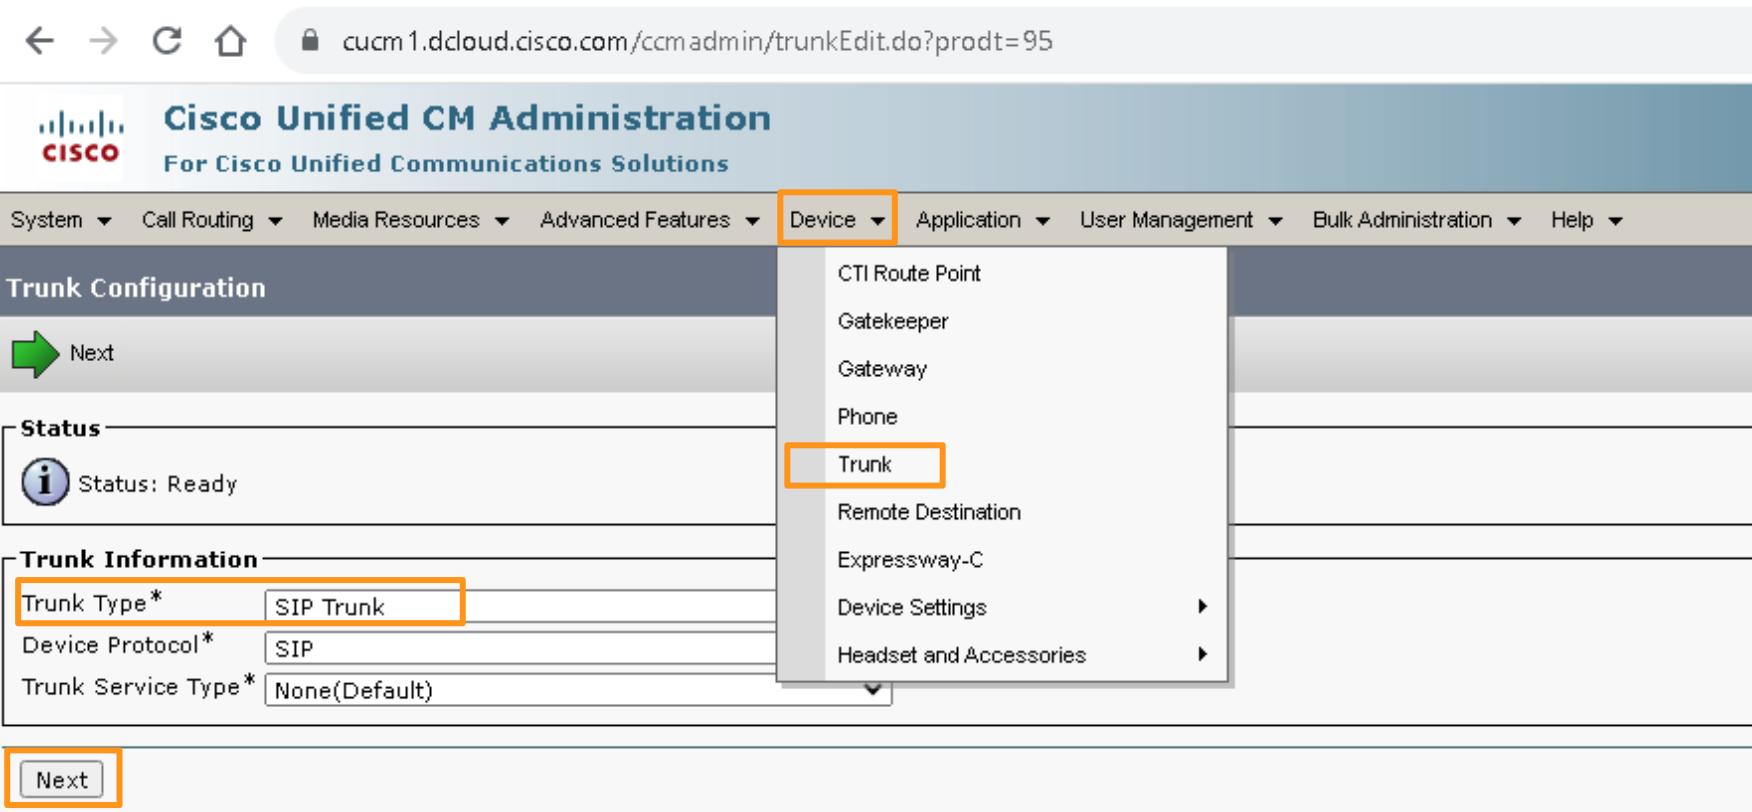 cucm1.dcloud.cisco.com/ccmadmin/trunkEdit.do?prodt=95
CISCO
Cisco Unified CM Administration
For Cisco Unified Communications Solutions
System Call Routing Media Resources Advanced Features Device Application User Management Bulk Administration Help
Trunk Configuration
Next
CTI Route Point
Gatekeeper
Gateway
Phone
Trunk
Remote Destination
Expressway-C
Device Settings
Headset and Accessories
Status
i
Status: Ready
Trunk Information
Trunk Type* SIP Trunk
Device Protocol* SIP
Trunk Service Type* None(Default)
Next